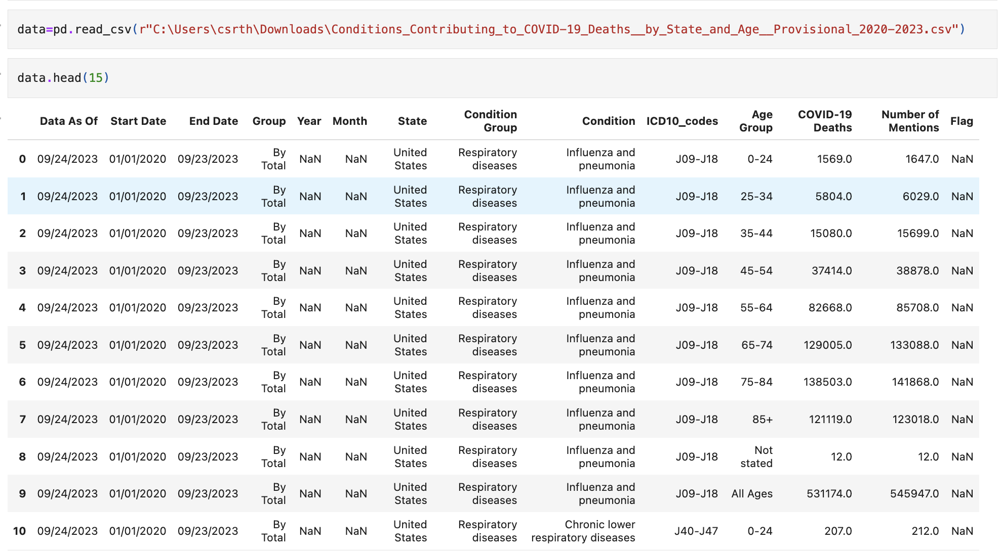 data=pd.read_csv(r"C:\Users\csrth\Downloads\Conditions_Contributing_to_COVID-19_Deaths__by_State_and_Age__Provisional_2020-2023.csv")
data.head(15)
Data As Of Start Date End Date Group Year Month State Condition Group Condition ICD10_codes Age Group COVID-19 Deaths Number of Mentions Flag
0 09/24/2023 01/01/2020 09/23/2023 By Total NaN NaN United States Respiratory diseases Influenza and pneumonia J09-J18 0-24 1569.0 1647.0 NaN
1 09/24/2023 01/01/2020 09/23/2023 By Total NaN NaN United States Respiratory diseases Influenza and pneumonia J09-J18 25-34 5804.0 6029.0 NaN
2 09/24/2023 01/01/2020 09/23/2023 By Total NaN NaN United States Respiratory diseases Influenza and pneumonia J09-J18 35-44 15080.0 15699.0 NaN
3 09/24/2023 01/01/2020 09/23/2023 By Total NaN NaN United States Respiratory diseases Influenza and pneumonia J09-J18 45-54 37414.0 38878.0 NaN
4 09/24/2023 01/01/2020 09/23/2023 By Total NaN NaN United States Respiratory diseases Influenza and pneumonia J09-J18 55-64 82668.0 85708.0 NaN
5 09/24/2023 01/01/2020 09/23/2023 By Total NaN NaN United States Respiratory diseases Influenza and pneumonia J09-J18 65-74 129005.0 133088.0 NaN
6 09/24/2023 01/01/2020 09/23/2023 By Total NaN NaN United States Respiratory diseases Influenza and pneumonia J09-J18 75-84 138503.0 141868.0 NaN
7 09/24/2023 01/01/2020 09/23/2023 By Total NaN NaN United States Respiratory diseases Influenza and pneumonia J09-J18 85+ 121119.0 123018.0 NaN
8 09/24/2023 01/01/2020 09/23/2023 By Total NaN NaN United States Respiratory diseases Influenza and pneumonia J09-J18 Not stated 12.0 12.0 NaN
9 09/24/2023 01/01/2020 09/23/2023 By Total NaN NaN United States Respiratory diseases Influenza and pneumonia J09-J18 All Ages 531174.0 545947.0 NaN
10 09/24/2023 01/01/2020 09/23/2023 By Total NaN NaN United States Respiratory diseases Chronic lower respiratory diseases J40-J47 0-24 207.0 212.0 NaN